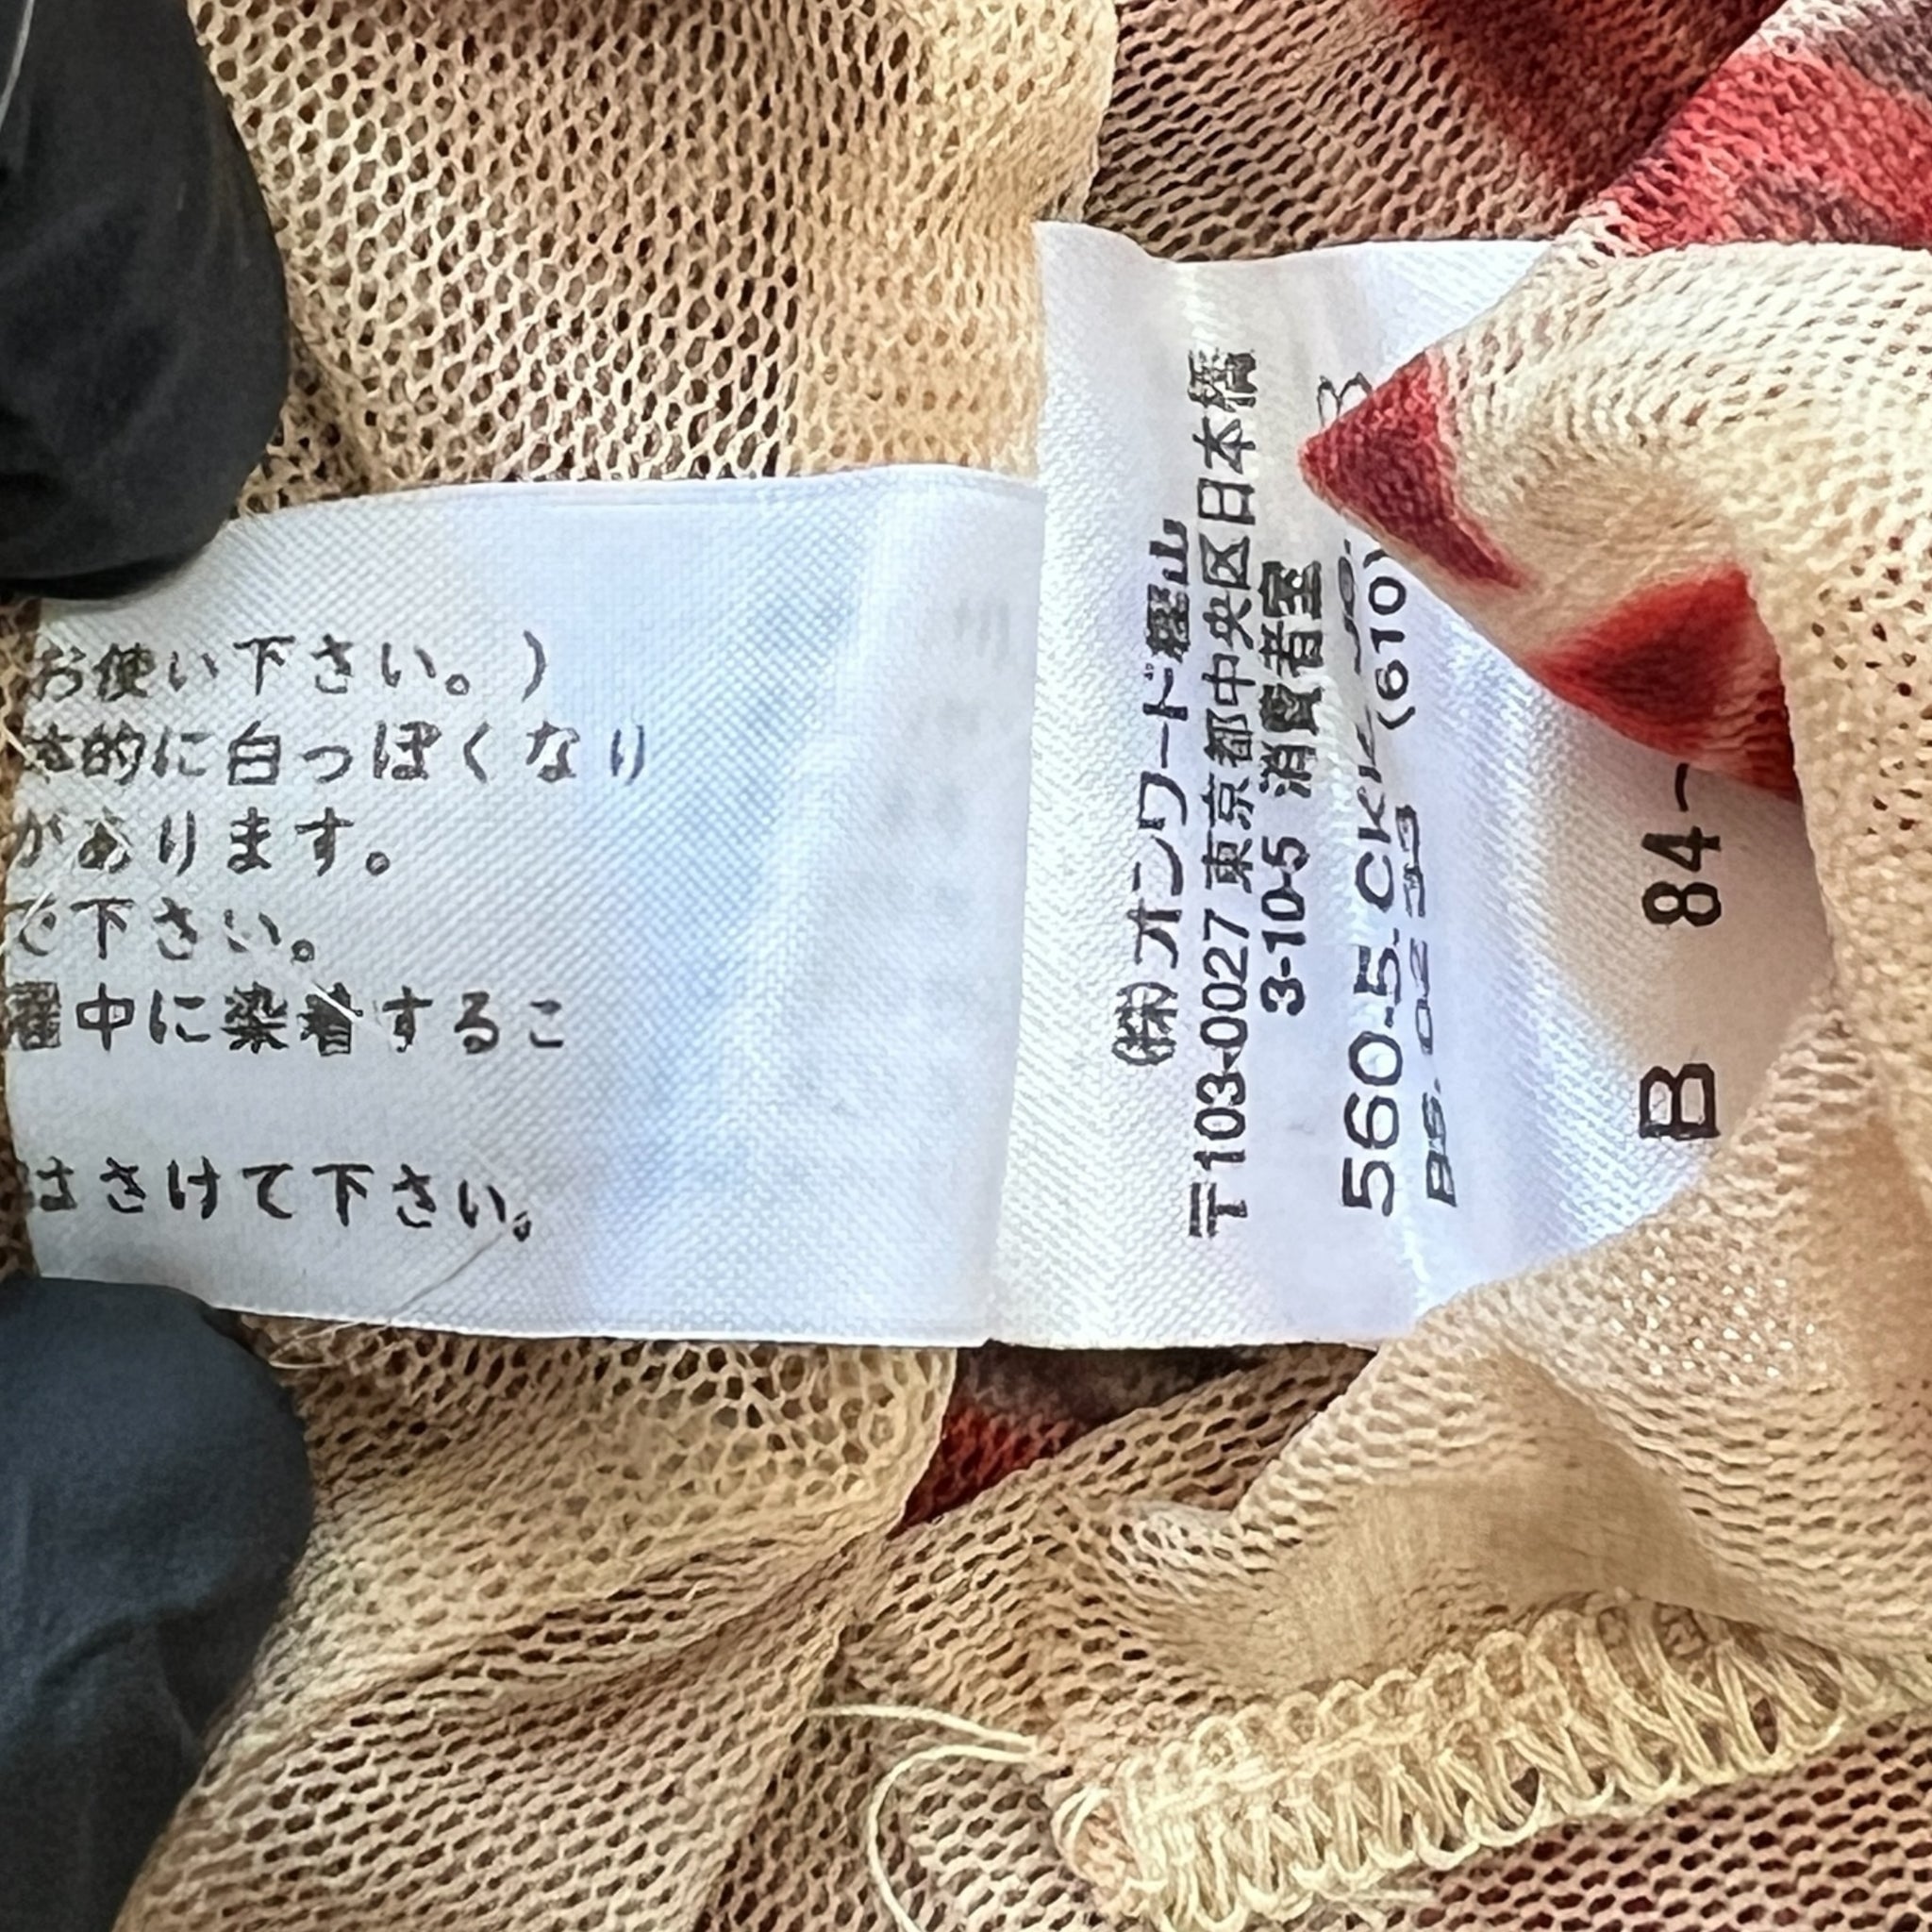 お使い下さい。)
的に白っぽくなり
があります。
で下さい。
中に染着するこ
はさけて下さい。
(株)オンワード樫山
〒103-0027 東京都中央区日本橋
3-10-5 消費者室
560-5.
(610)
B 84-